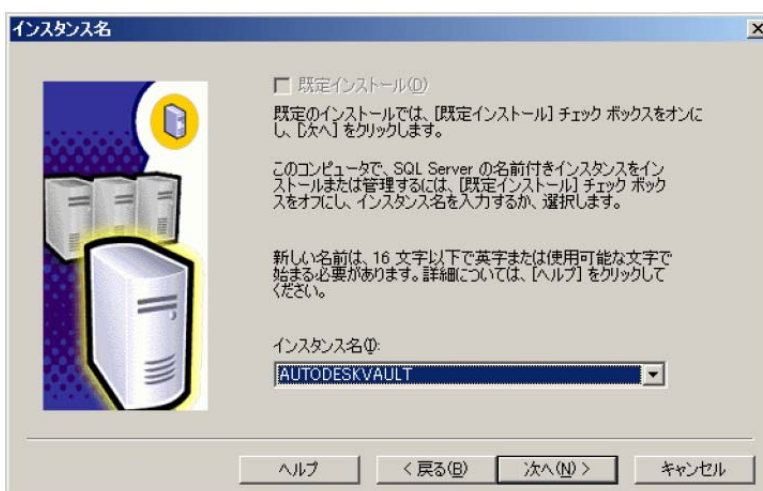 インスタンス名
既定インストール(D)
既定のインストールでは、[既定インストール] チェック ボックスをオンに
し、[次へ] をクリックします。
このコンピュータで、SQL Server の名前付きインスタンスをイン
ストールまたは管理するには、[既定インストール] チェック ボック
スをオフにし、インスタンス名を入力するか、選択します。
新しい名前は、16 文字以下で英字または使用可能な文字で
始まる必要があります。詳細については、[ヘルプ] をクリックして
ください。
インスタンス名(I):
AUTODESKVAULT
ヘルプ
< 戻る(B)
次へ(N) >
キャンセル